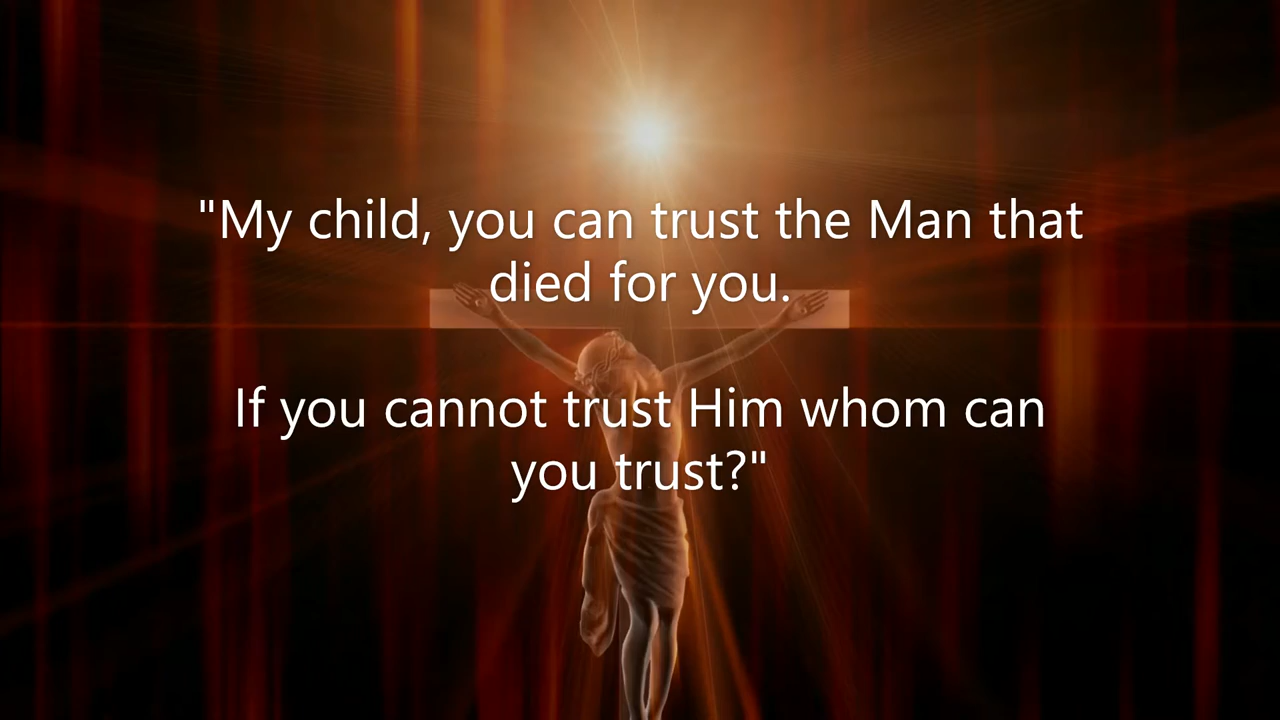 "My child, you can trust the Man that
died for you.
If you cannot trust Him whom can
you trust?"